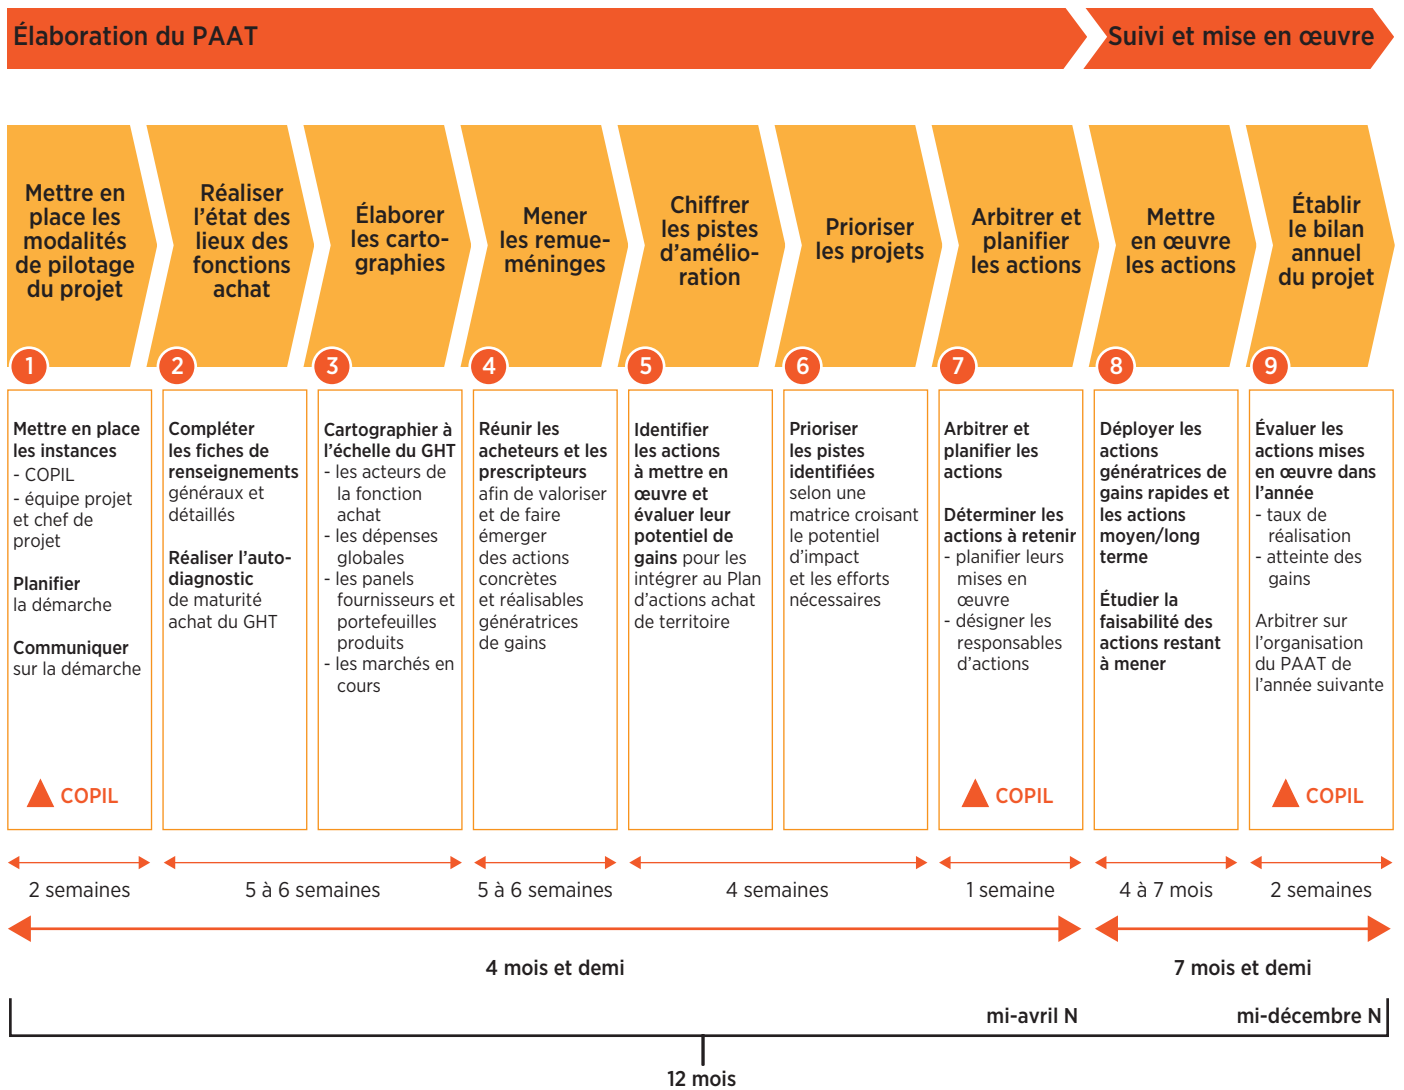 Élaboration du PAAT
Suivi et mise en œuvre
Mettre en
place les
modalités
de pilotage
du projet
Réaliser
l'état des
lieux des
fonctions
achat
Élaborer
les carto-
graphies
Mener
les remue-
méninges
Chiffrer
les pistes
d'amélio-
ration
Prioriser
les projets
Arbitrer et
planifier
les actions
Mettre
en œuvre
les actions
Établir
le bilan
annuel
du projet
1
2
3
4
5
6
7
8
9
Mettre en place
les instances
- COPIL
- équipe projet
et chef de
projet
Planifier
la démarche
Communiquer
sur la démarche
COPIL
Compléter
les fiches de
renseignements
généraux et
détaillés
Réaliser l'auto-
diagnostic
de maturité
achat du GHT
Cartographier à
l'échelle du GHT
- les acteurs de
la fonction
achat
- les dépenses
globales
- les panels
fournisseurs et
portefeuilles
produits
- les marchés en
cours
Réunir les
acheteurs et les
prescripteurs
afin de valoriser
et de faire
émerger
des actions
concrètes
et réalisables
génératrices
de gains
Identifier
les actions
à mettre en
œuvre et
évaluer leur
potentiel de
gains pour les
intégrer au Plan
d'actions achat
de territoire
Prioriser
les pistes
identifiées
selon une
matrice croisant
le potentiel
d'impact
et les efforts
nécessaires
Arbitrer et
planifier les
actions
Déterminer les
actions à retenir
- planifier leurs
mises en
œuvre
- désigner les
responsables
d'actions
COPIL
Déployer les
actions
génératrices de
gains rapides et
les actions
moyen/long
terme
Étudier la
faisabilité des
actions restant
à mener
Évaluer les
actions mises
en œuvre dans
l'année
- taux de
réalisation
- atteinte des
gains
Arbitrer sur
l'organisation
du PAAT de
l'année suivante
COPIL
2 semaines
5 à 6 semaines
5 à 6 semaines
4 semaines
1 semaine
4 à 7 mois
2 semaines
4 mois et demi
7 mois et demi
mi-avril N
mi-décembre N
12 mois